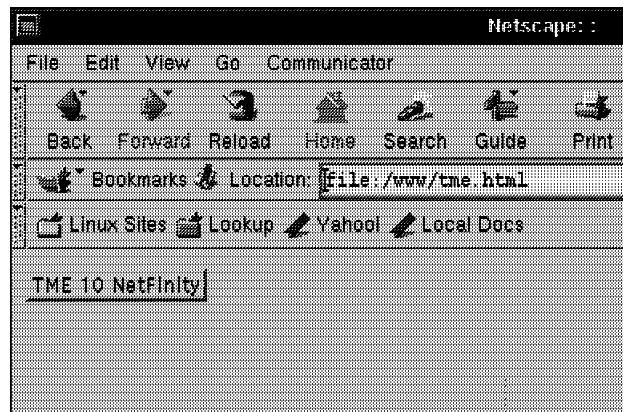 Netscape: :
File Edit View Go Communicator
Back Forward Reload Home Search Guide Print
Bookmarks Location: file:/www/tme.html
Linux Sites Lookup Yahoo! Local Docs
TME 10 NetFinity